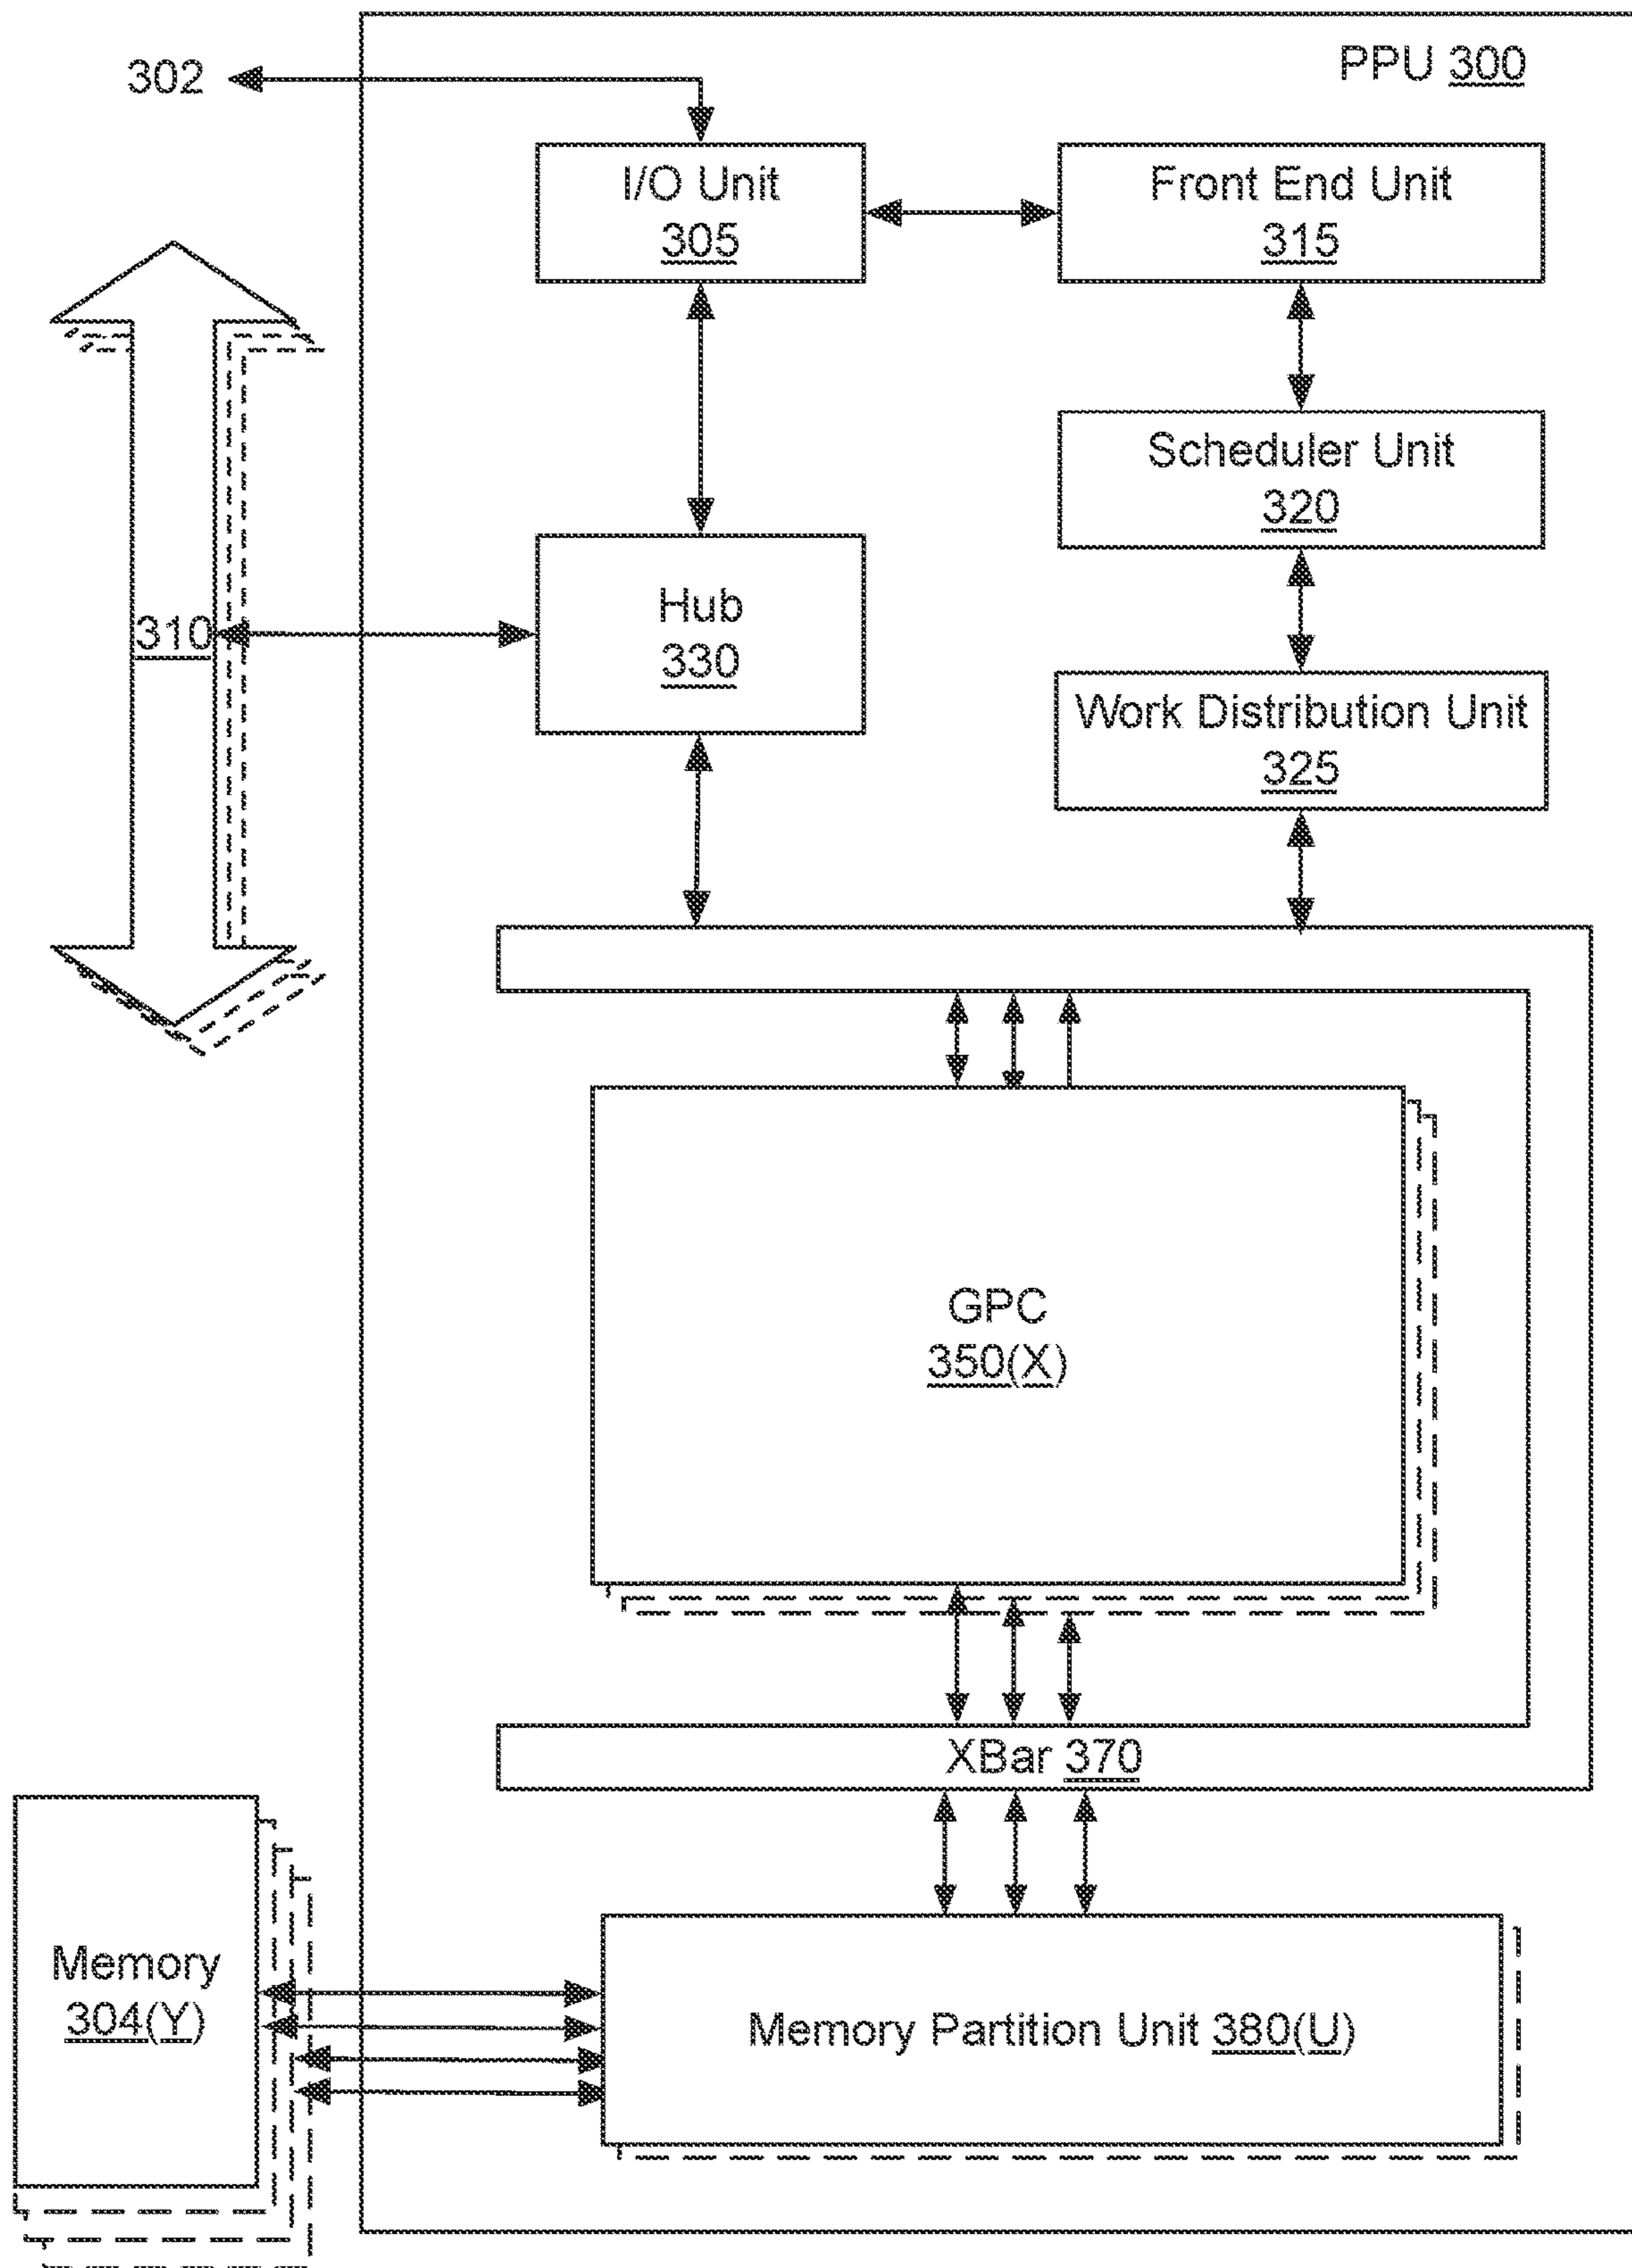 PPU 300
302
I/O Unit
305
Front End Unit
315
Scheduler Unit
320
310
Hub
330
Work Distribution Unit
325
GPC
350(X)
XBar 370
Memory
304(Y)
Memory Partition Unit 380(U)